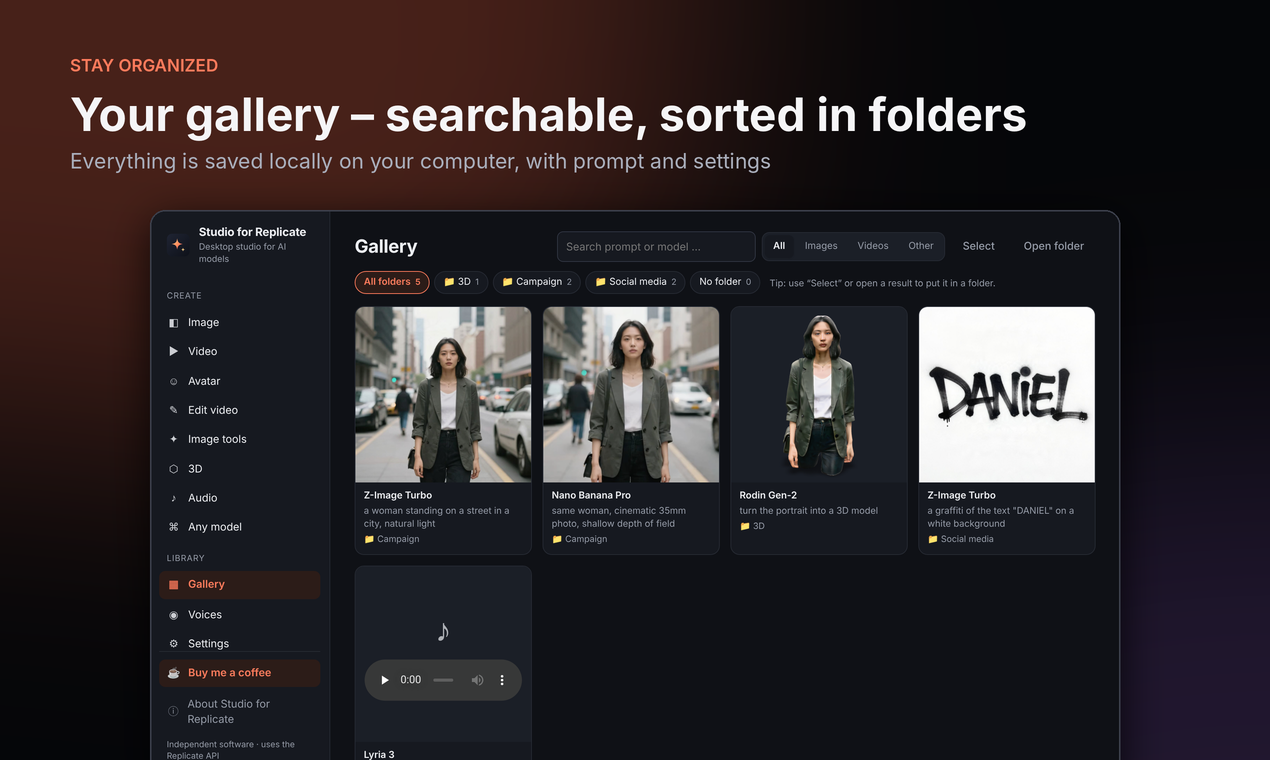 STAY ORGANIZED
Your gallery – searchable, sorted in folders
Everything is saved locally on your computer, with prompt and settings
Studio for Replicate
Desktop studio for AI
models
CREATE
Image
Video
Avatar
Edit video
Image tools
3D
Audio
Any model
LIBRARY
Gallery
Voices
Settings
Buy me a coffee
About Studio for
Replicate
Independent software · uses the
Replicate API
Gallery
Search prompt or model ...
All Images Videos Other
Select
Open folder
All folders 5
3D 1
Campaign 2
Social media 2
No folder 0
Tip: use “Select” or open a result to put it in a folder.
Z-Image Turbo
a woman standing on a street in a
city, natural light
Campaign
Nano Banana Pro
same woman, cinematic 35mm
photo, shallow depth of field
Campaign
Rodin Gen-2
turn the portrait into a 3D model
3D
DANiEL
Z-Image Turbo
a graffiti of the text "DANIEL" on a
white background
Social media
0:00
Lyria 3